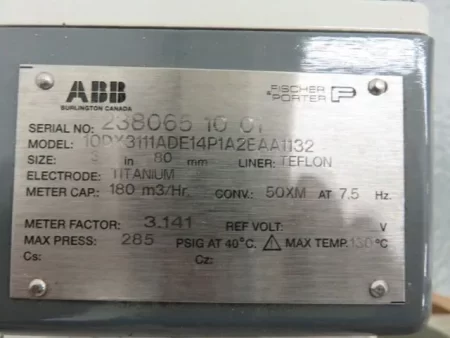 ABB
BURLINGTON CANADA
FISCHER
& PORTER
SERIAL NO: 238065 10 01
MODEL: 10DX3111ADE14P1A2EAA1132
SIZE: 3 in 80 mm LINER: TEFLON
ELECTRODE: TITANIUM
METER CAP.: 180 m3/Hr. CONV.: 50XM AT 7.5 Hz.
METER FACTOR: 3.141 REF VOLT: V
MAX PRESS: 285 PSIG AT 40°C. MAX TEMP. 130 °C
Cs: Cz: